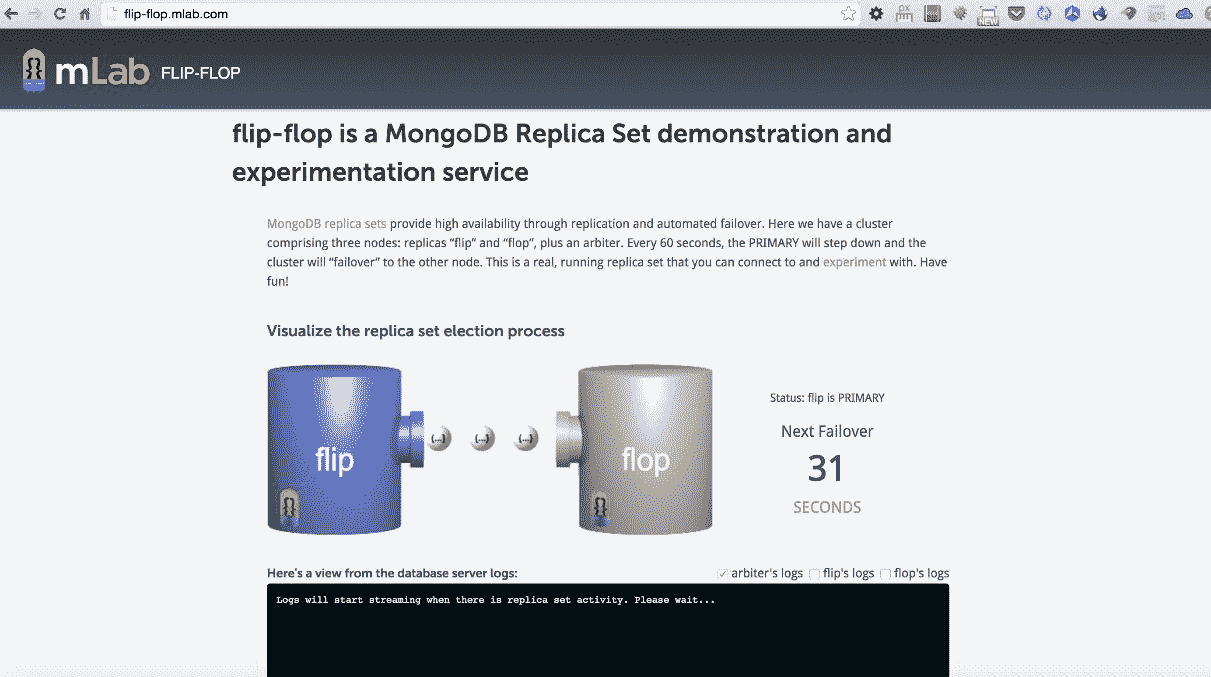 flip-flop.mlab.com
NEW
mLab FLIP-FLOP
flip-flop is a MongoDB Replica Set demonstration and
experimentation service
MongoDB replica sets provide high availability through replication and automated failover. Here we have a cluster
comprising three nodes: replicas “flip” and “flop”, plus an arbiter. Every 60 seconds, the PRIMARY will step down and the
cluster will “failover” to the other node. This is a real, running replica set that you can connect to and experiment with. Have
fun!
Visualize the replica set election process
Status: flip is PRIMARY
Next Failover
31
SECONDS
flip
{...} {...} {...}
flop
Here's a view from the database server logs:
arbiter's logs flip's logs flop's logs
Logs will start streaming when there is replica set activity. Please wait...